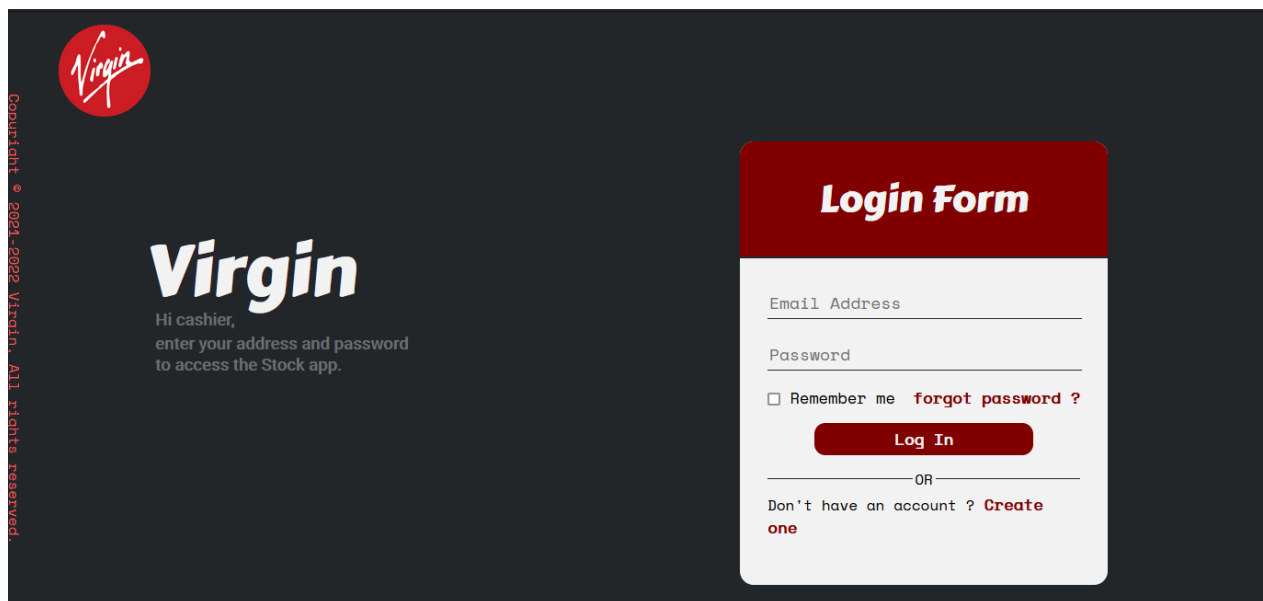 Virgin
Copyright © 2021-2022 Virgin. All rights reserved.
Virgin
Hi cashier,
enter your address and password
to access the Stock app.
Login Form
Email Address
Password
Remember me forgot password ?
Log In
OR
Don't have an account ? Create
one